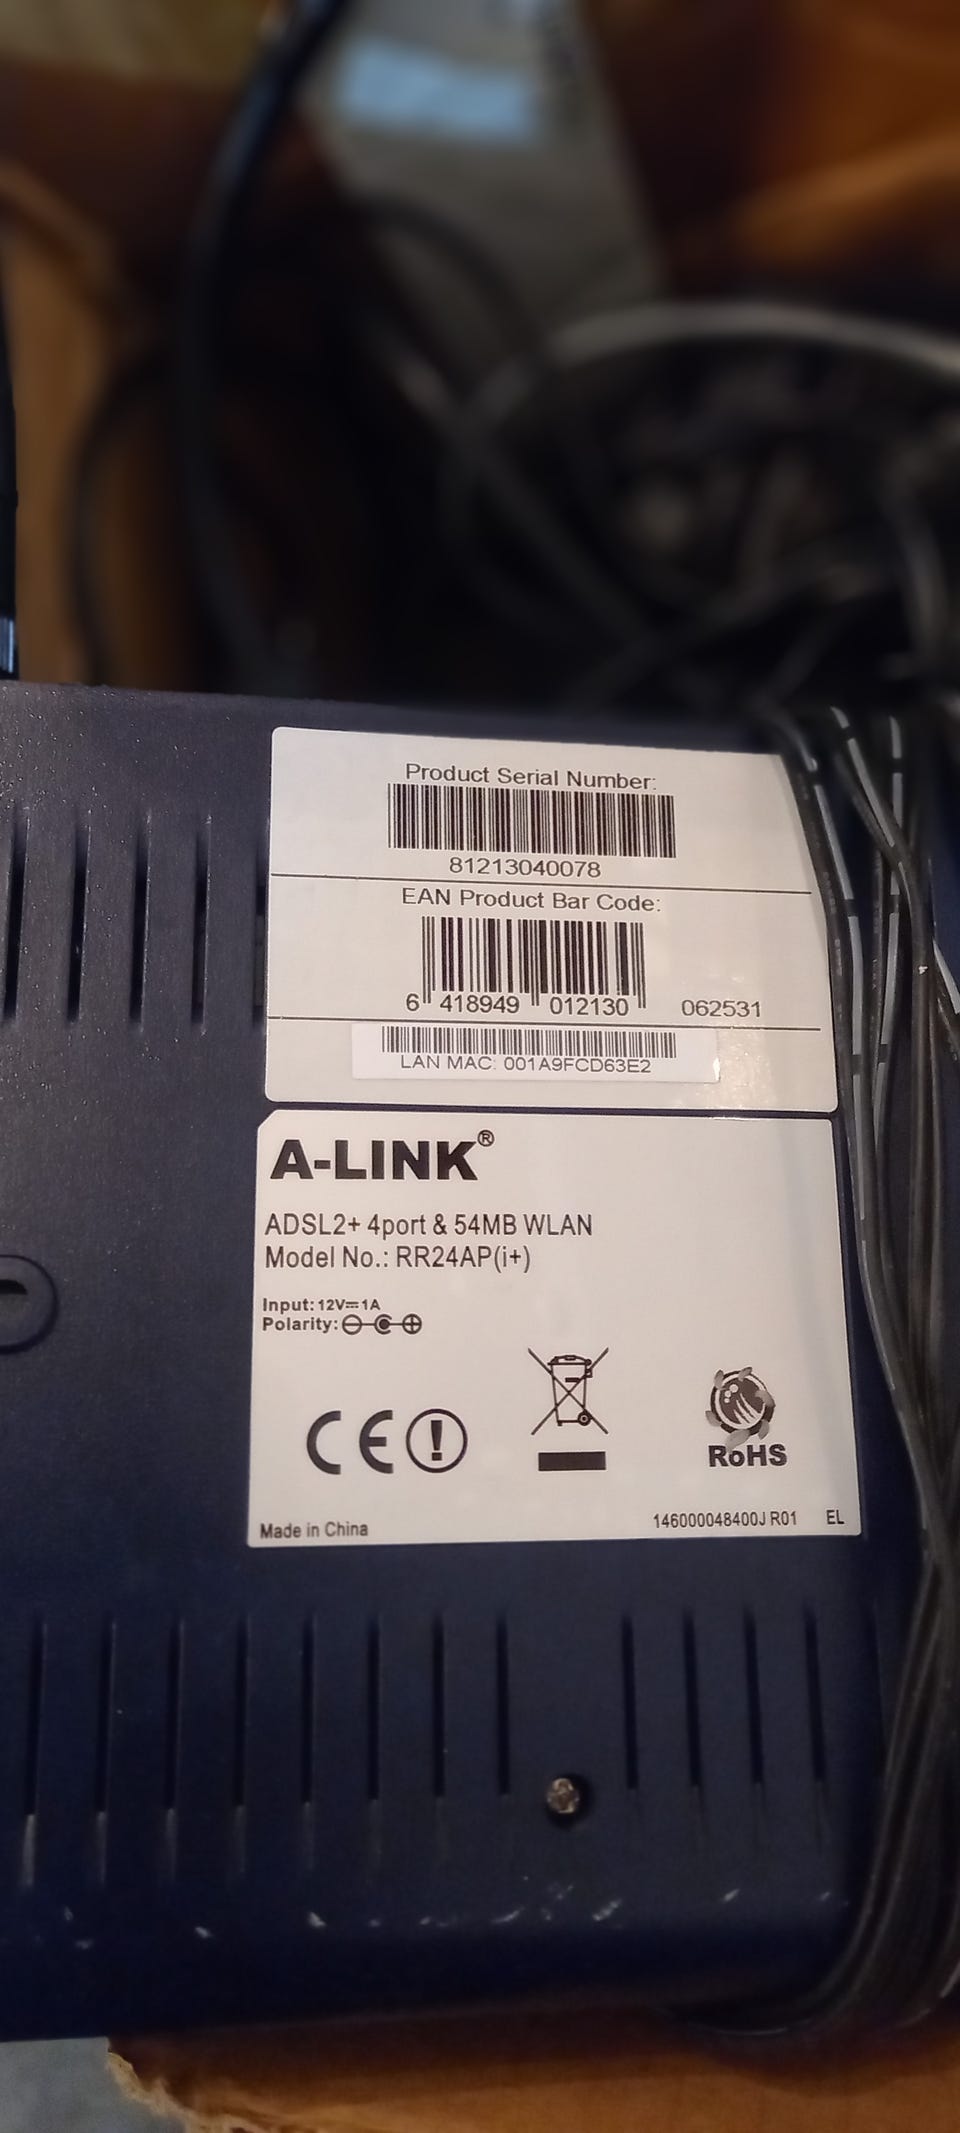 Product Serial Number:
81213040078
EAN Product Bar Code:
6 418949 012130 062531
LAN MAC: 001A9FCD63E2
A-LINK®
ADSL2+ 4port & 54MB WLAN
Model No.: RR24AP(i+)
Input: 12V⎓1A
Polarity:
CE
RoHS
Made in China 146000048400J R01 EL